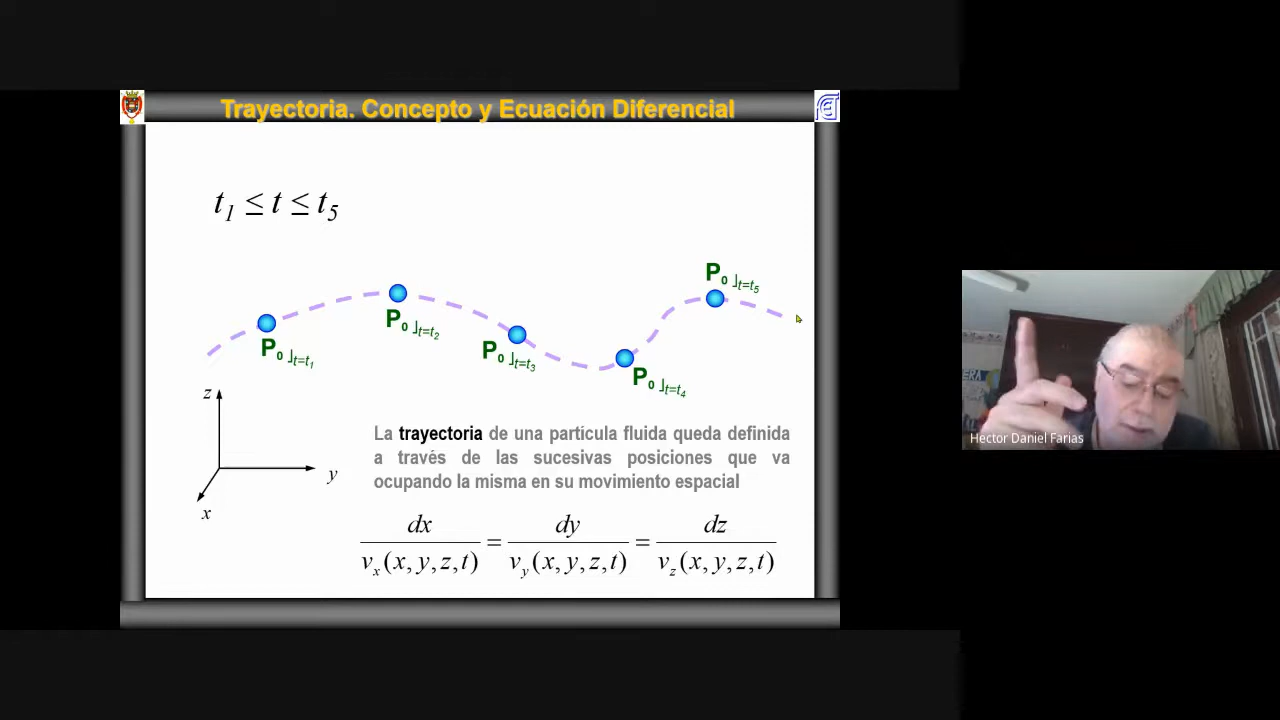 Trayectoria. Concepto y Ecuación Diferencial
t₁ ≤ t ≤ t₅
P₀ ⌋t=t₁
P₀ ⌋t=t₂
P₀ ⌋t=t₃
P₀ ⌋t=t₄
P₀ ⌋t=t₅
z
y
x
La trayectoria de una partícula fluida queda definida
a través de las sucesivas posiciones que va
ocupando la misma en su movimiento espacial
dx/vₓ(x, y, z, t) = dy/v_y(x, y, z, t) = dz/v_z(x, y, z, t)
Hector Daniel Farias